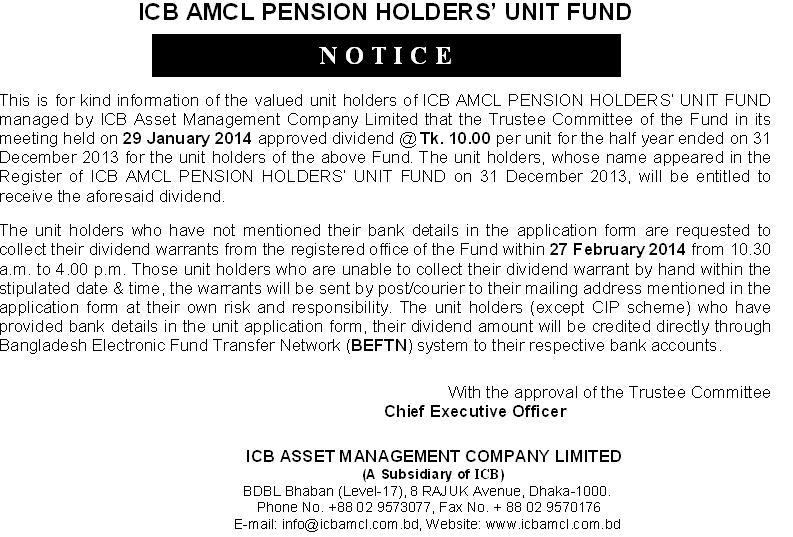 ICB AMCL PENSION HOLDERS’ UNIT FUND
NOTICE
This is for kind information of the valued unit holders of ICB AMCL PENSION HOLDERS’ UNIT FUND
managed by ICB Asset Management Company Limited that the Trustee Committee of the Fund in its
meeting held on 29 January 2014 approved dividend @ Tk. 10.00 per unit for the half year ended on 31
December 2013 for the unit holders of the above Fund. The unit holders, whose name appeared in the
Register of ICB AMCL PENSION HOLDERS’ UNIT FUND on 31 December 2013, will be entitled to
receive the aforesaid dividend.
The unit holders who have not mentioned their bank details in the application form are requested to
collect their dividend warrants from the registered office of the Fund within 27 February 2014 from 10.30
a.m. to 4.00 p.m. Those unit holders who are unable to collect their dividend warrant by hand within the
stipulated date & time, the warrants will be sent by post/courier to their mailing address mentioned in the
application form at their own risk and responsibility. The unit holders (except CIP scheme) who have
provided bank details in the unit application form, their dividend amount will be credited directly through
Bangladesh Electronic Fund Transfer Network (BEFTN) system to their respective bank accounts.
With the approval of the Trustee Committee
Chief Executive Officer
ICB ASSET MANAGEMENT COMPANY LIMITED
(A Subsidiary of ICB)
BDBL Bhaban (Level-17), 8 RAJUK Avenue, Dhaka-1000.
Phone No. +88 02 9573077, Fax No. + 88 02 9570176
E-mail: info@icbamcl.com.bd, Website: www.icbamcl.com.bd